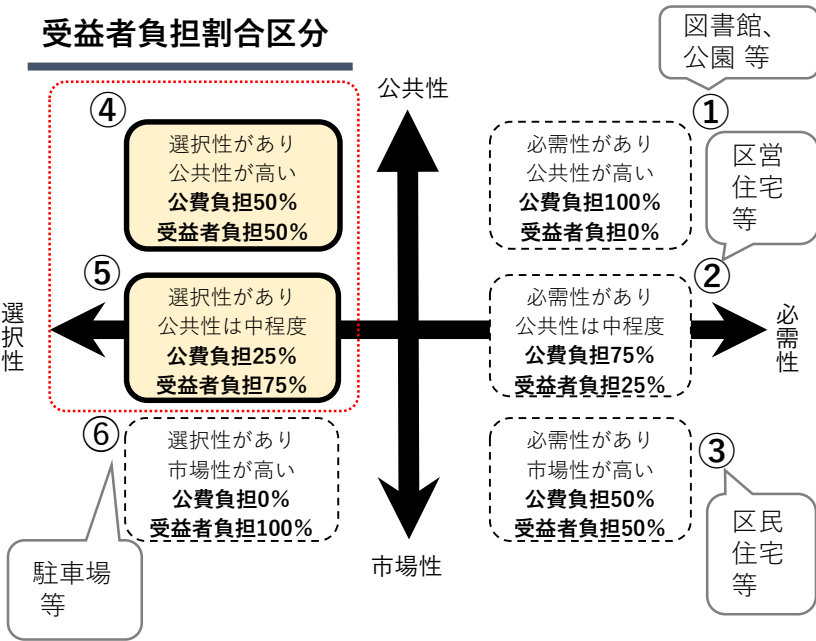 受益者負担割合区分
図書館、
公園 等
公共性
④
選択性があり
公共性が高い
公費負担50%
受益者負担50%
①
必需性があり
公共性が高い
公費負担100%
受益者負担0%
区営
住宅
等
選択性
⑤
選択性があり
公共性は中程度
公費負担25%
受益者負担75%
②
必需性があり
公共性は中程度
公費負担75%
受益者負担25%
必需性
⑥
選択性があり
市場性が高い
公費負担0%
受益者負担100%
③
必需性があり
市場性が高い
公費負担50%
受益者負担50%
区民
住宅
等
駐車場
等
市場性